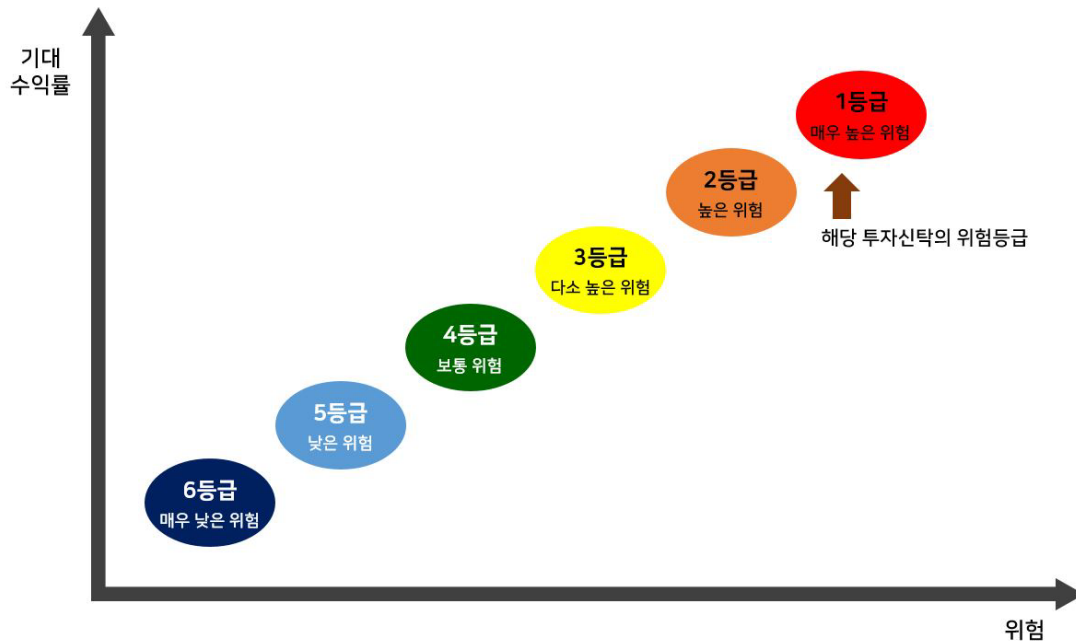 기대
수익률
1등급
매우 높은 위험
2등급
높은 위험
해당 투자신탁의 위험등급
3등급
다소 높은 위험
4등급
보통 위험
5등급
낮은 위험
6등급
매우 낮은 위험
위험